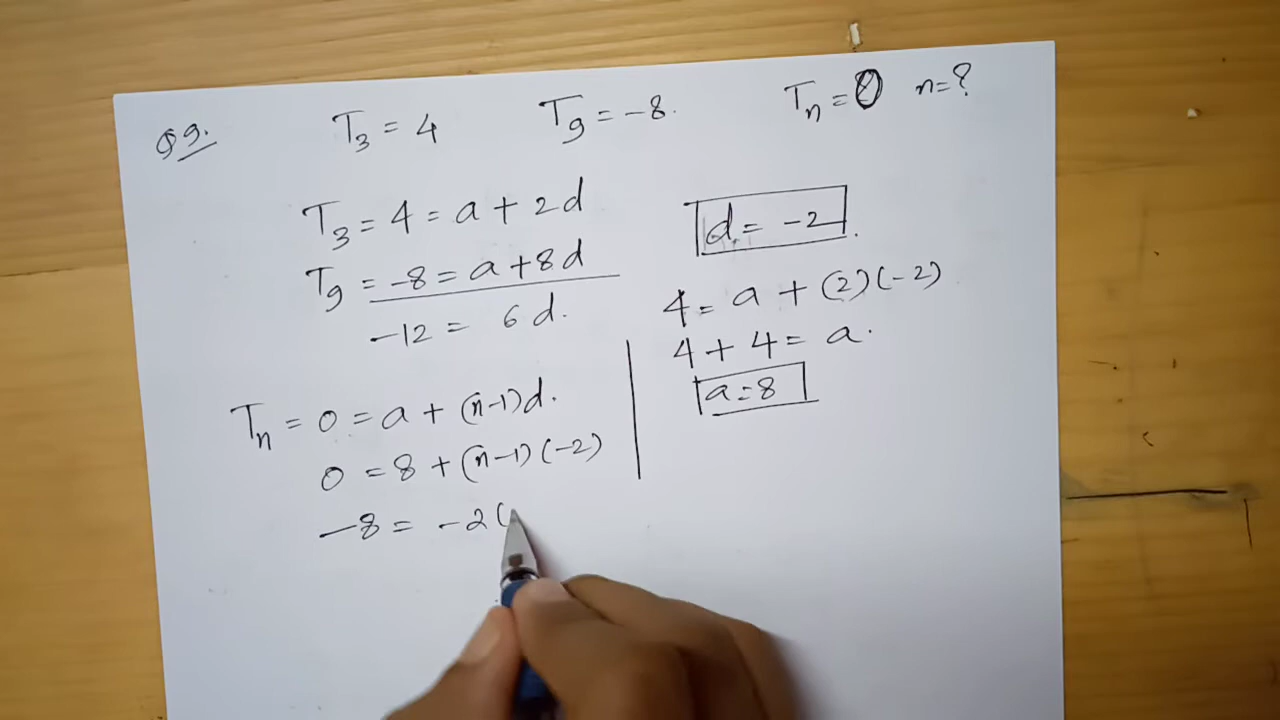 Q9. T₃ = 4 T₉ = -8. Tₙ = 0 n=?
T₃ = 4 = a + 2d
T₉ = -8 = a + 8d
-12 = 6d.
d = -2.
4 = a + (2)(-2)
4 + 4 = a.
a = 8
Tₙ = 0 = a + (n-1)d.
0 = 8 + (n-1)(-2)
-8 = -2(